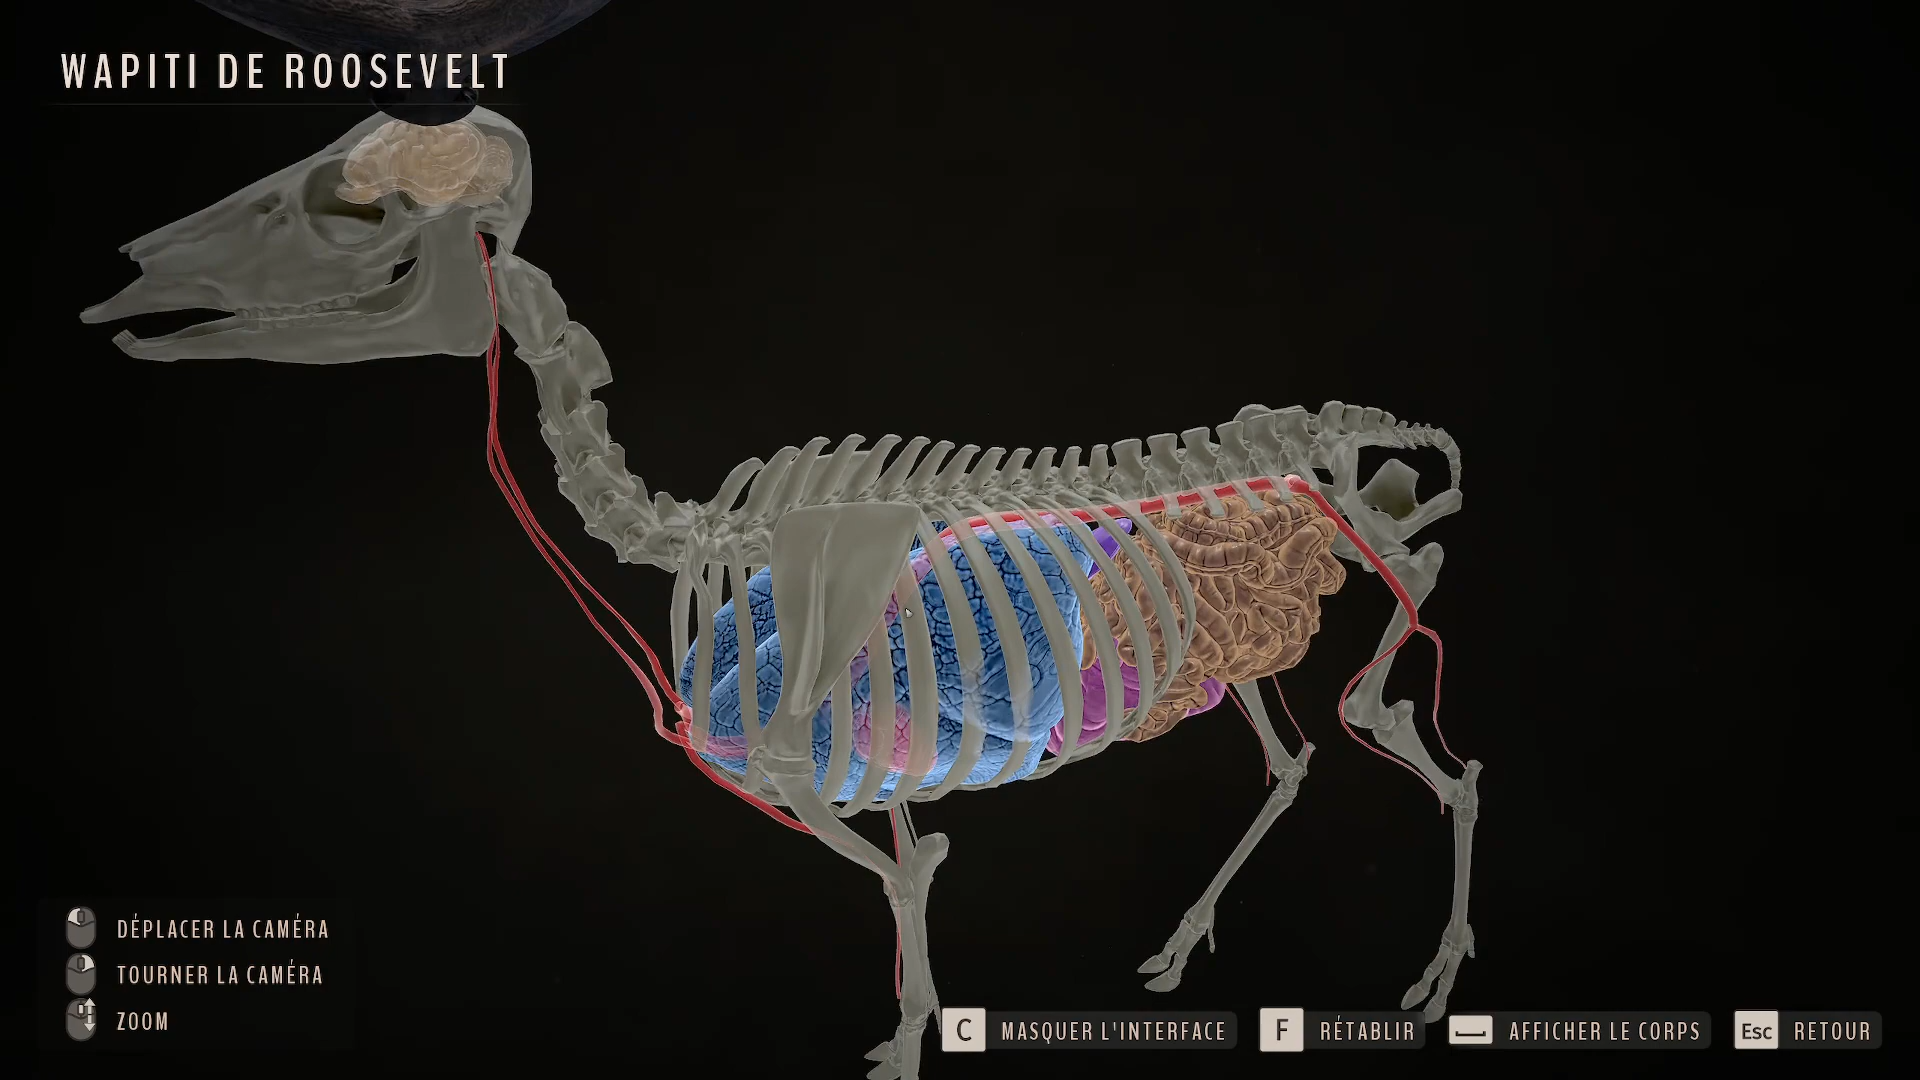 WAPITI DE ROOSEVELT
DÉPLACER LA CAMÉRA
TOURNER LA CAMÉRA
ZOOM
C MASQUER L'INTERFACE F RÉTABLIR AFFICHER LE CORPS Esc RETOUR